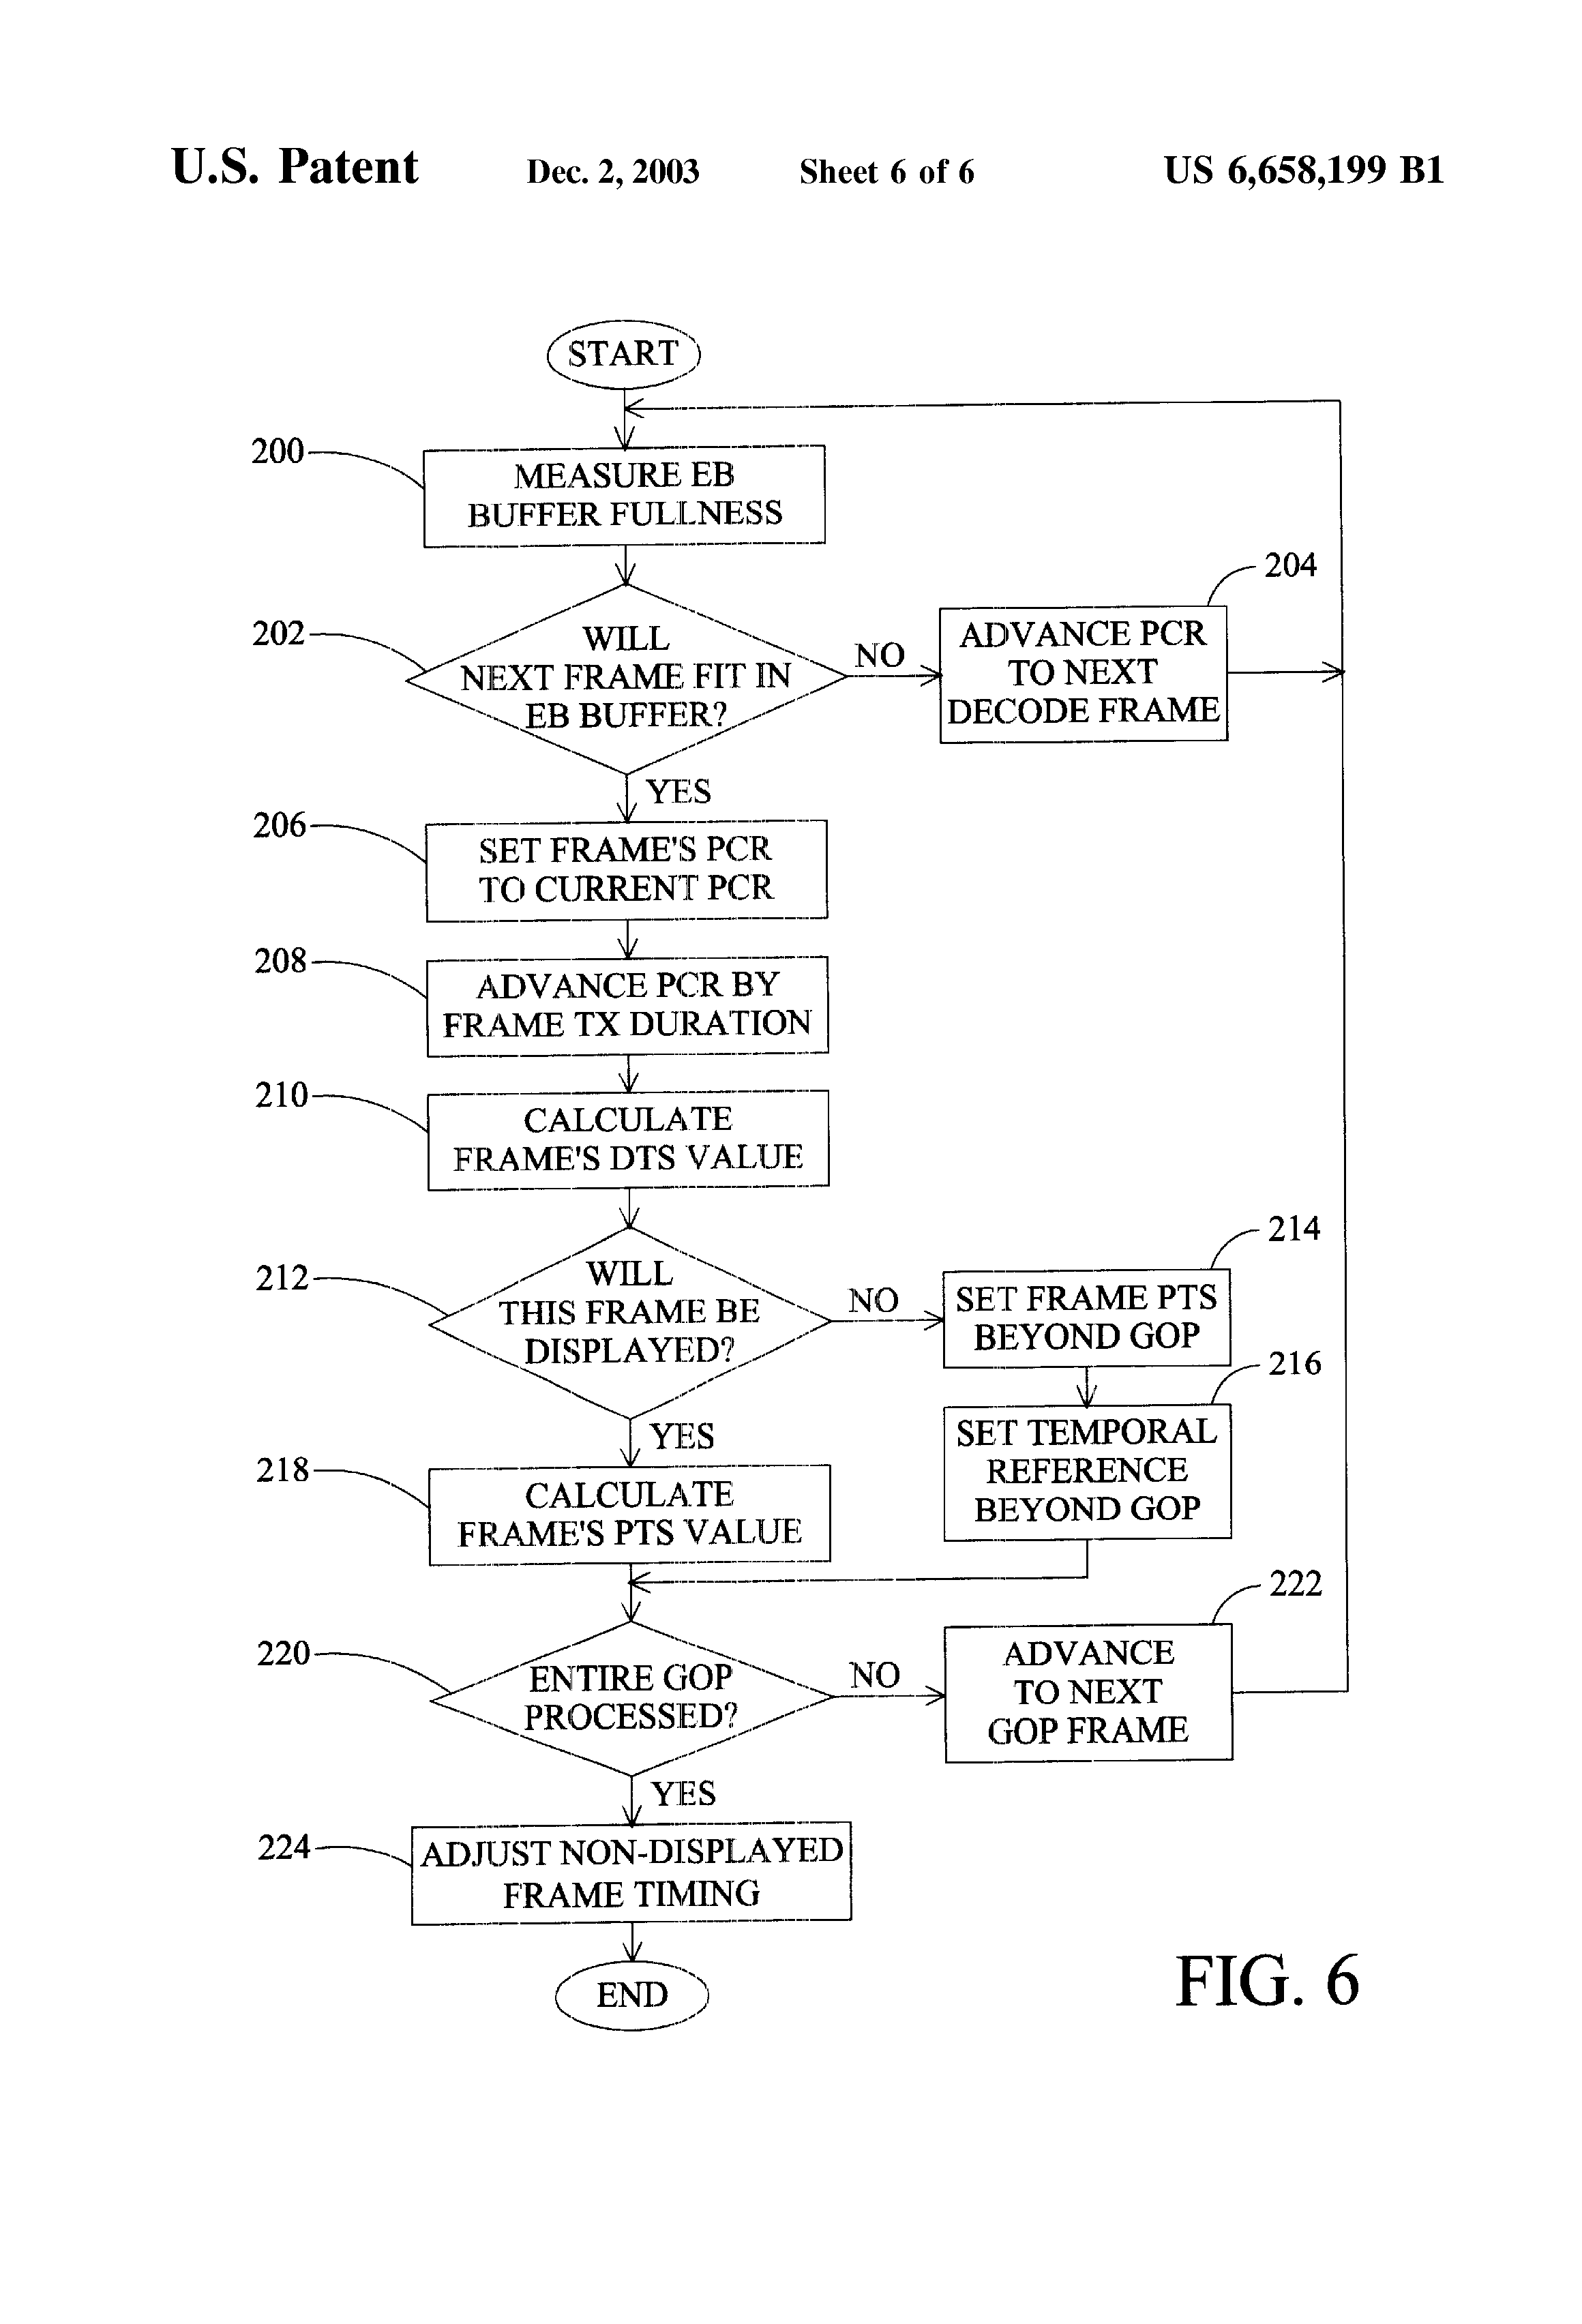 U.S. Patent Dec. 2, 2003 Sheet 6 of 6 US 6,658,199 B1
START
200
MEASURE EB
BUFFER FULLNESS
202
WILL
NEXT FRAME FIT IN
EB BUFFER?
NO
204
ADVANCE PCR
TO NEXT
DECODE FRAME
YES
206
SET FRAME'S PCR
TO CURRENT PCR
208
ADVANCE PCR BY
FRAME TX DURATION
210
CALCULATE
FRAME'S DTS VALUE
212
WILL
THIS FRAME BE
DISPLAYED?
NO
214
SET FRAME PTS
BEYOND GOP
216
SET TEMPORAL
REFERENCE
BEYOND GOP
YES
218
CALCULATE
FRAME'S PTS VALUE
220
ENTIRE GOP
PROCESSED?
NO
222
ADVANCE
TO NEXT
GOP FRAME
YES
224
ADJUST NON-DISPLAYED
FRAME TIMING
END
FIG. 6